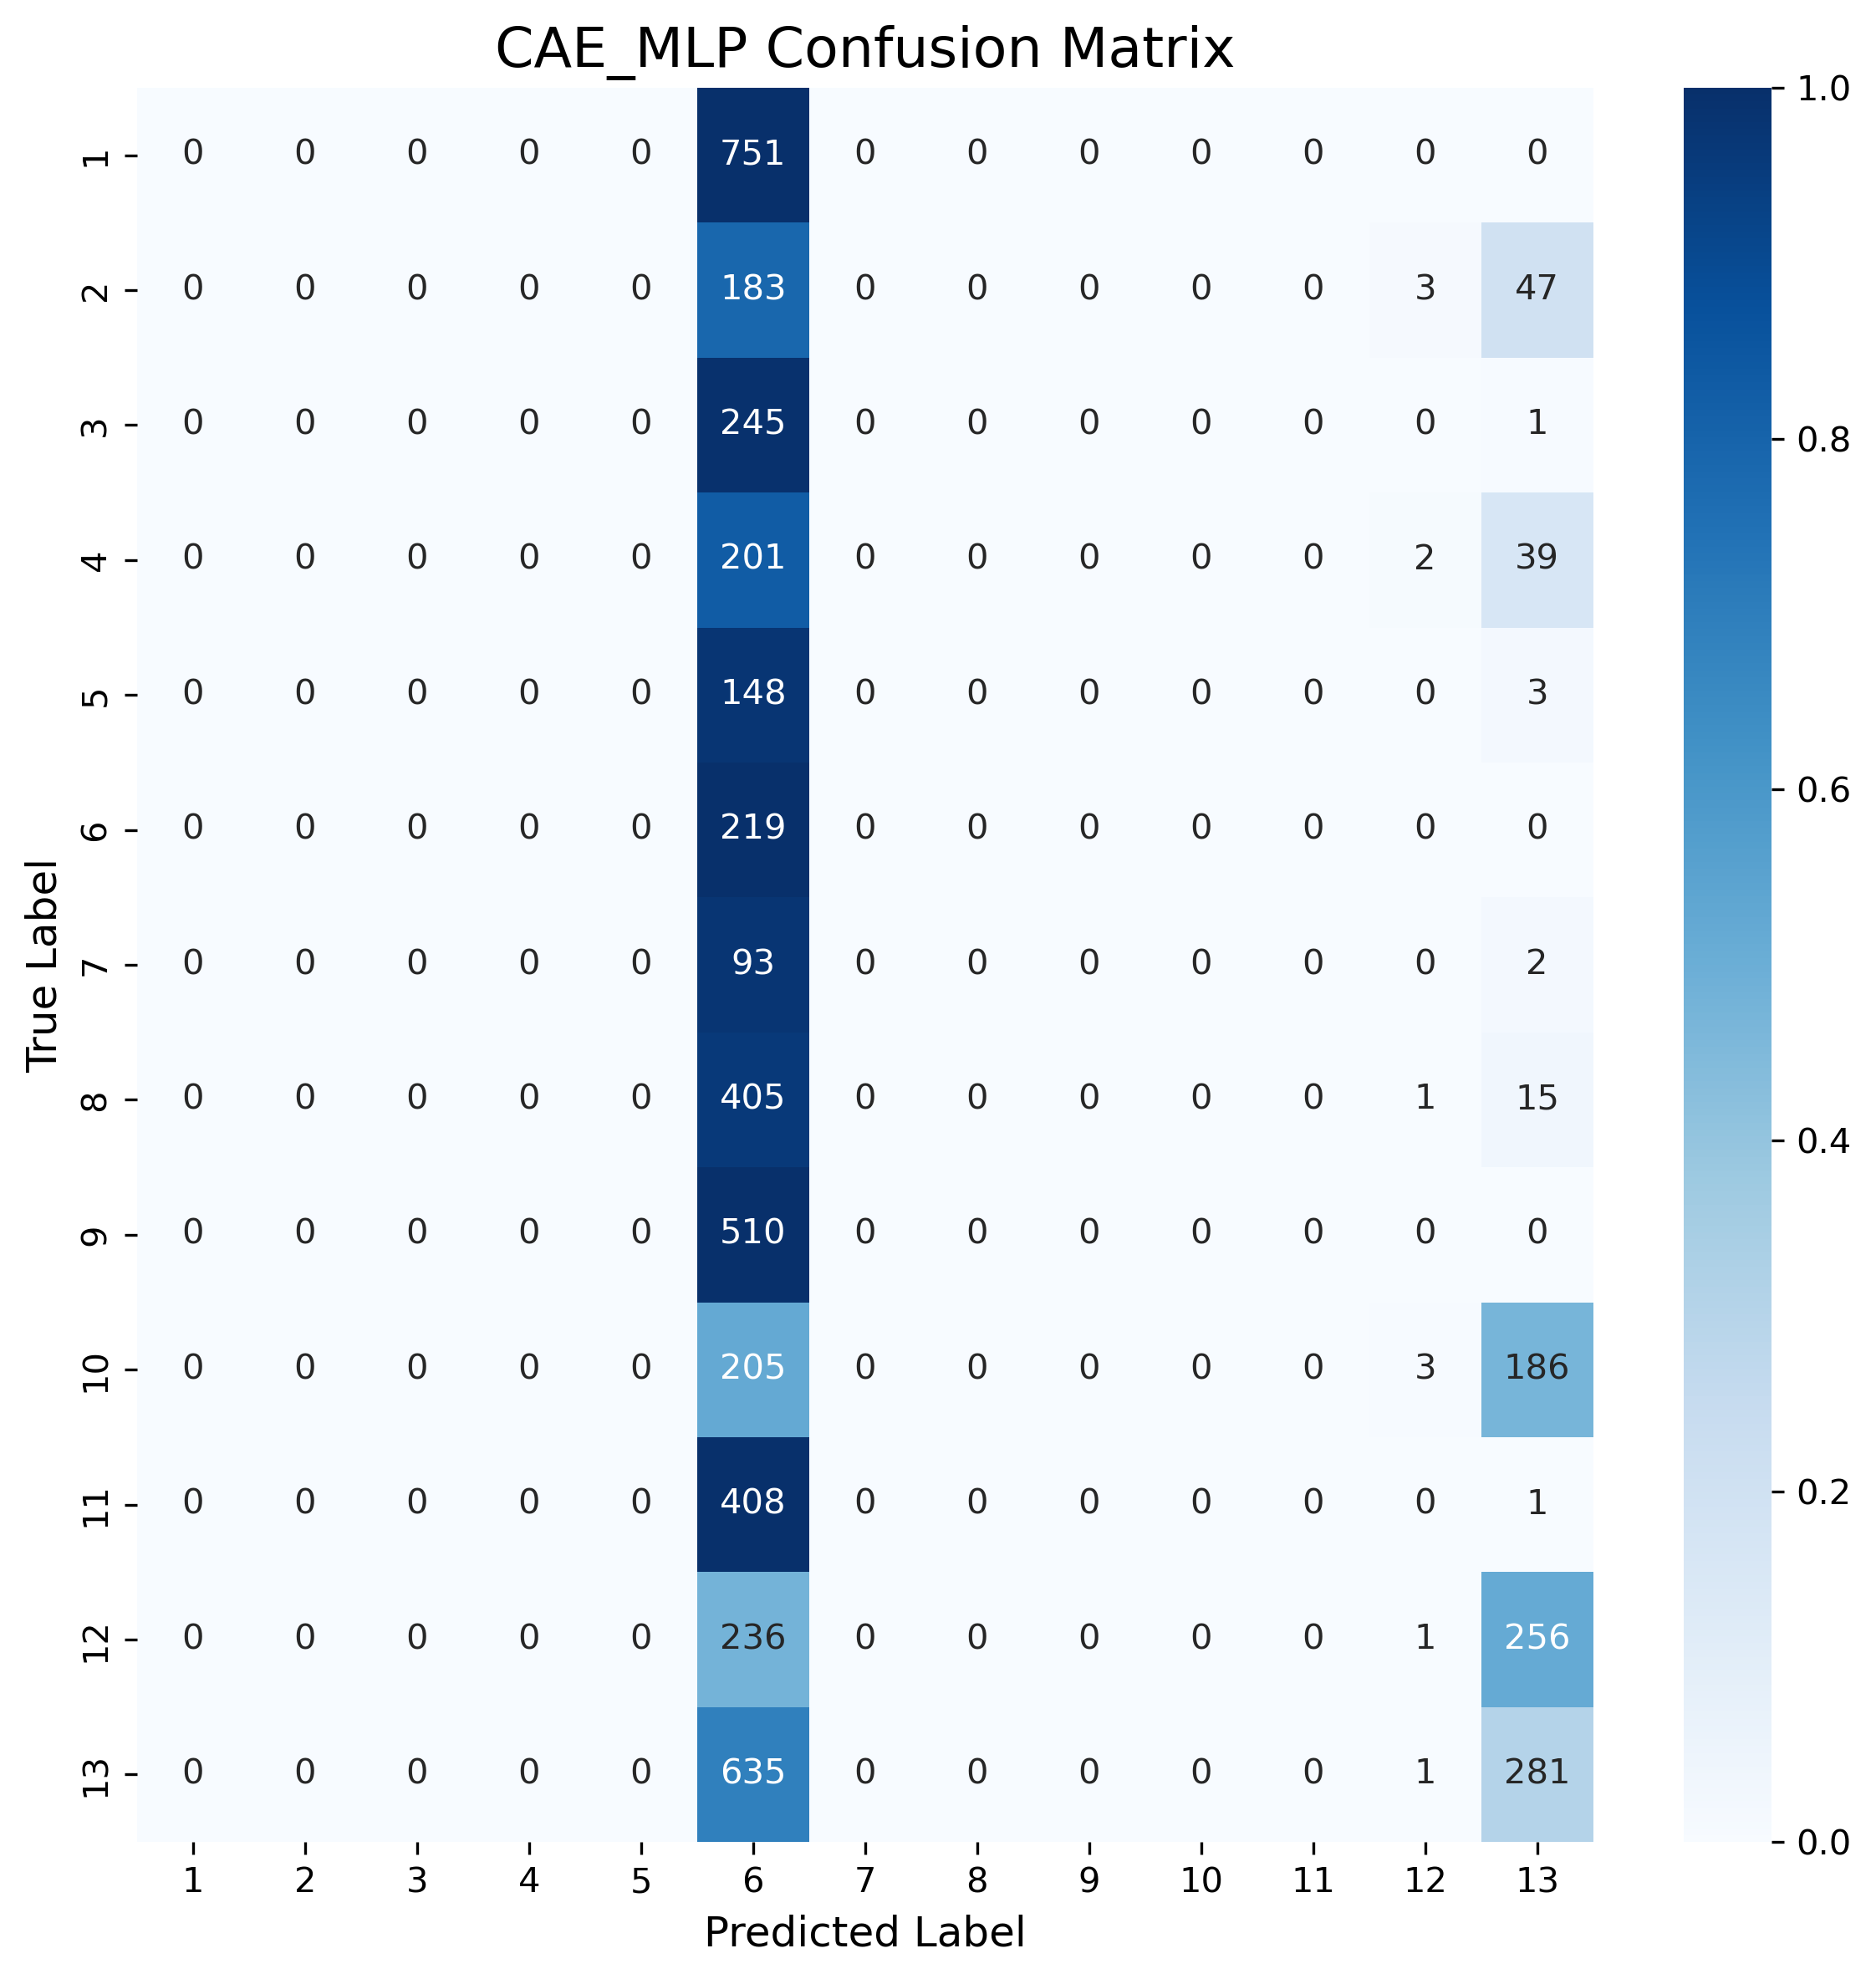 CAE_MLP Confusion Matrix
1 0 0 0 0 0 751 0 0 0 0 0 0 0
2 0 0 0 0 0 183 0 0 0 0 0 3 47
3 0 0 0 0 0 245 0 0 0 0 0 0 1
4 0 0 0 0 0 201 0 0 0 0 0 2 39
5 0 0 0 0 0 148 0 0 0 0 0 0 3
6 0 0 0 0 0 219 0 0 0 0 0 0 0
7 0 0 0 0 0 93 0 0 0 0 0 0 2
8 0 0 0 0 0 405 0 0 0 0 0 1 15
9 0 0 0 0 0 510 0 0 0 0 0 0 0
10 0 0 0 0 0 205 0 0 0 0 0 3 186
11 0 0 0 0 0 408 0 0 0 0 0 0 1
12 0 0 0 0 0 236 0 0 0 0 0 1 256
13 0 0 0 0 0 635 0 0 0 0 0 1 281
1 2 3 4 5 6 7 8 9 10 11 12 13
Predicted Label
True Label
1.0
0.8
0.6
0.4
0.2
0.0